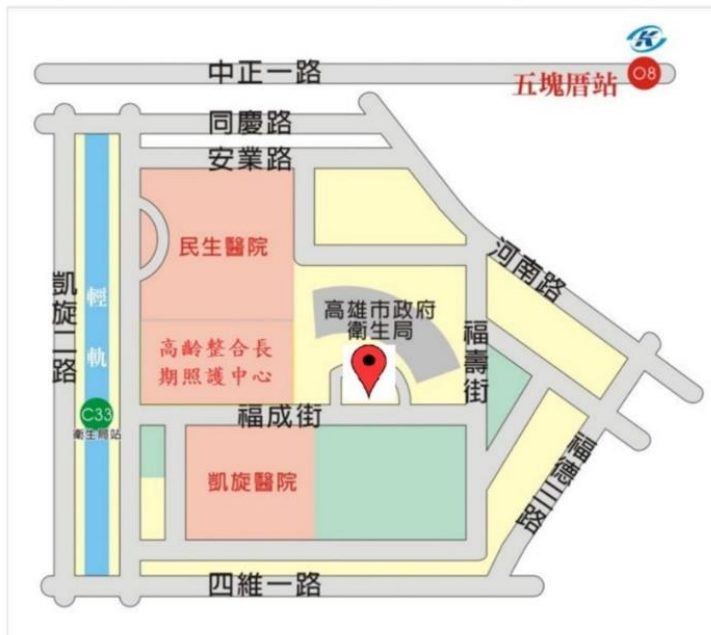 K
中正一路
五塊厝站
O8
同慶路
安業路
河南路
民生醫院
凱旋二路
輕軌
高雄市政府
衛生局
福壽街
高齡整合長
期照護中心
C33
衛生局站
福成街
凱旋醫院
福德三路
四維一路